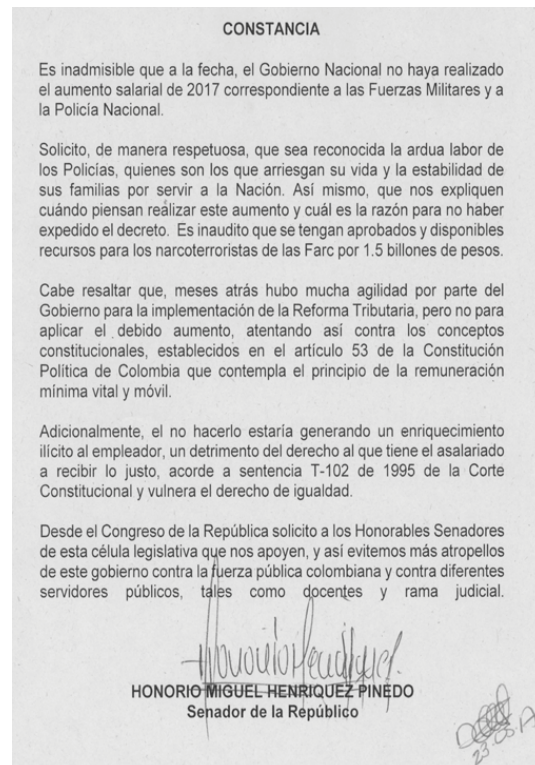 CONSTANCIA
Es inadmisible que a la fecha, el Gobierno Nacional no haya realizado
el aumento salarial de 2017 correspondiente a las Fuerzas Militares y a
la Policía Nacional.
Solicito, de manera respetuosa, que sea reconocida la ardua labor de
los Policías, quienes son los que arriesgan su vida y la estabilidad de
sus familias por servir a la Nación. Así mismo, que nos expliquen
cuándo piensan realizar este aumento y cuál es la razón para no haber
expedido el decreto. Es inaudito que se tengan aprobados y disponibles
recursos para los narcoterroristas de las Farc por 1.5 billones de pesos.
Cabe resaltar que, meses atrás hubo mucha agilidad por parte del
Gobierno para la implementación de la Reforma Tributaria, pero no para
aplicar el debido aumento, atentando así contra los conceptos
constitucionales, establecidos en el artículo 53 de la Constitución
Política de Colombia que contempla el principio de la remuneración
mínima vital y móvil.
Adicionalmente, el no hacerlo estaría generando un enriquecimiento
ilícito al empleador, un detrimento del derecho al que tiene el asalariado
a recibir lo justo, acorde a sentencia T-102 de 1995 de la Corte
Constitucional y vulnera el derecho de igualdad.
Desde el Congreso de la República solicito a los Honorables Senadores
de esta célula legislativa que nos apoyen, y así evitemos más atropellos
de este gobierno contra la fuerza pública colombiana y contra diferentes
servidores públicos, tales como docentes y rama judicial.
HONORIO MIGUEL HENRIQUEZ PINEDO
Senador de la Repúblico